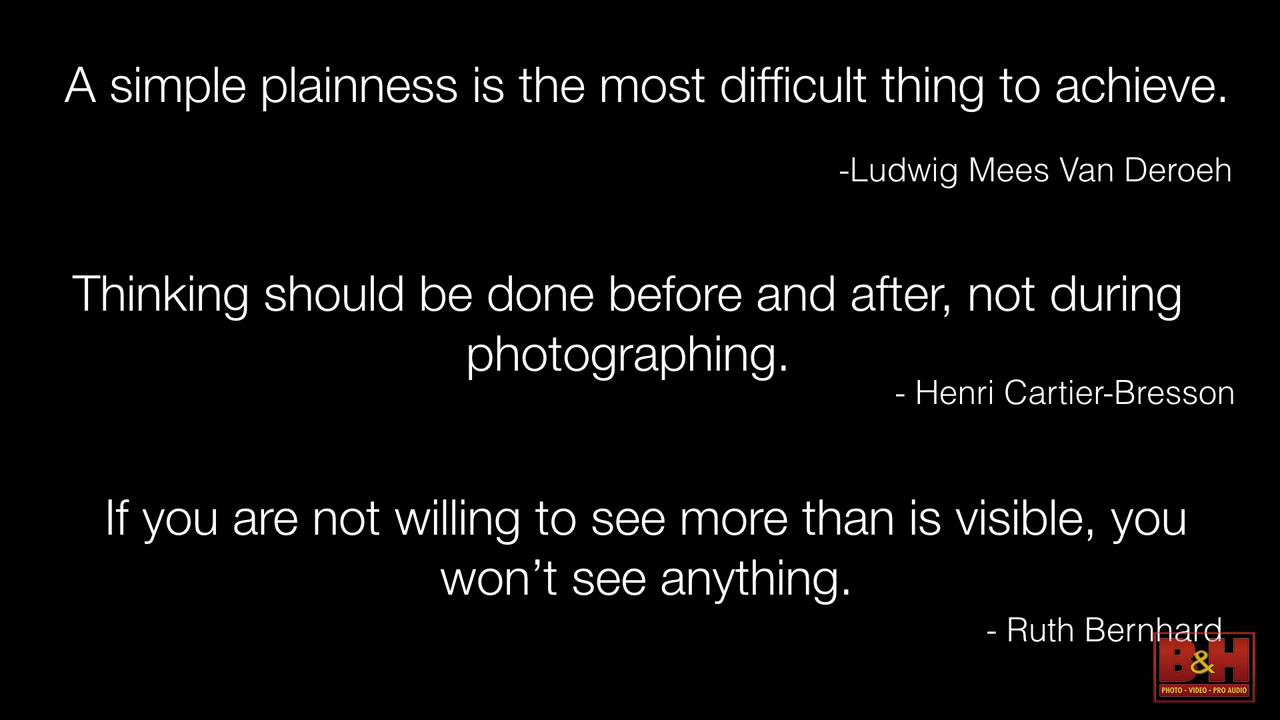 A simple plainness is the most difficult thing to achieve.
-Ludwig Mees Van Deroeh
Thinking should be done before and after, not during
photographing.
- Henri Cartier-Bresson
If you are not willing to see more than is visible, you
won’t see anything.
- Ruth Bernhard
B&H
PHOTO - VIDEO - PRO AUDIO